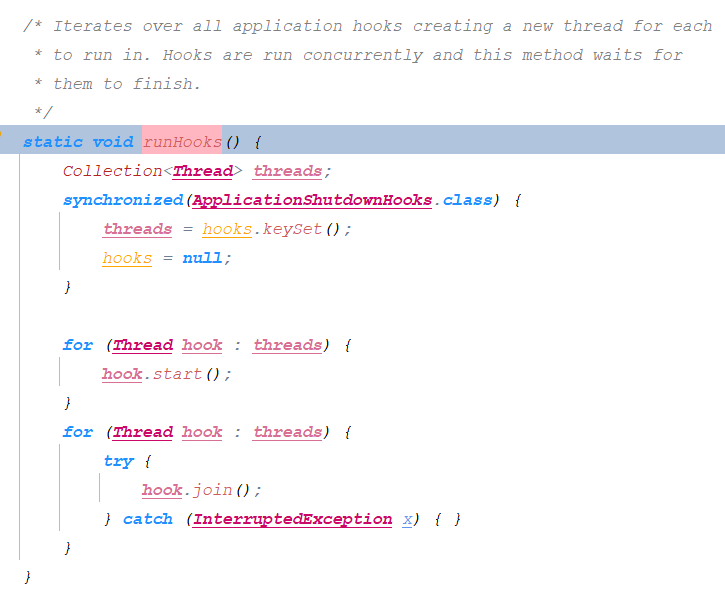 /* Iterates over all application hooks creating a new thread for each
 * to run in. Hooks are run concurrently and this method waits for
 * them to finish.
 */
static void runHooks() {
    Collection<Thread> threads;
    synchronized(ApplicationShutdownHooks.class) {
        threads = hooks.keySet();
        hooks = null;
    }

    for (Thread hook : threads) {
        hook.start();
    }
    for (Thread hook : threads) {
        try {
            hook.join();
        } catch (InterruptedException x) { }
    }
}